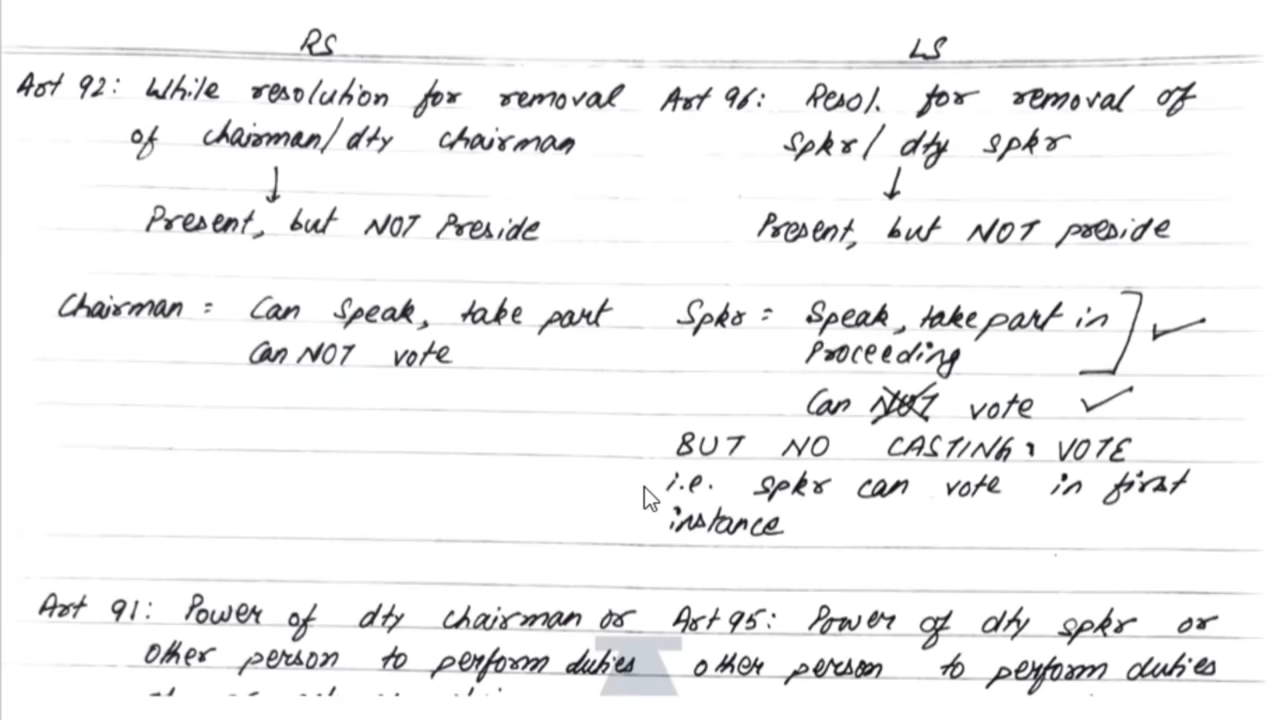 RS
Art 92: While resolution for removal
of chairman/dty chairman
↓
Present, but NOT Preside
Chairman = Can Speak, take part
Can NOT vote
Art 91: Power of dty chairman or
other person to perform duties
LS
Art 96: Resol. for removal of
Spkr/ dty spkr
↓
Present, but NOT preside
Spkr = Speak, take part in
Proceeding
Can NOT vote
BUT NO CASTING VOTE
i.e. spkr can vote in first
instance
Art 95: Power of dty spkr or
other person to perform duties